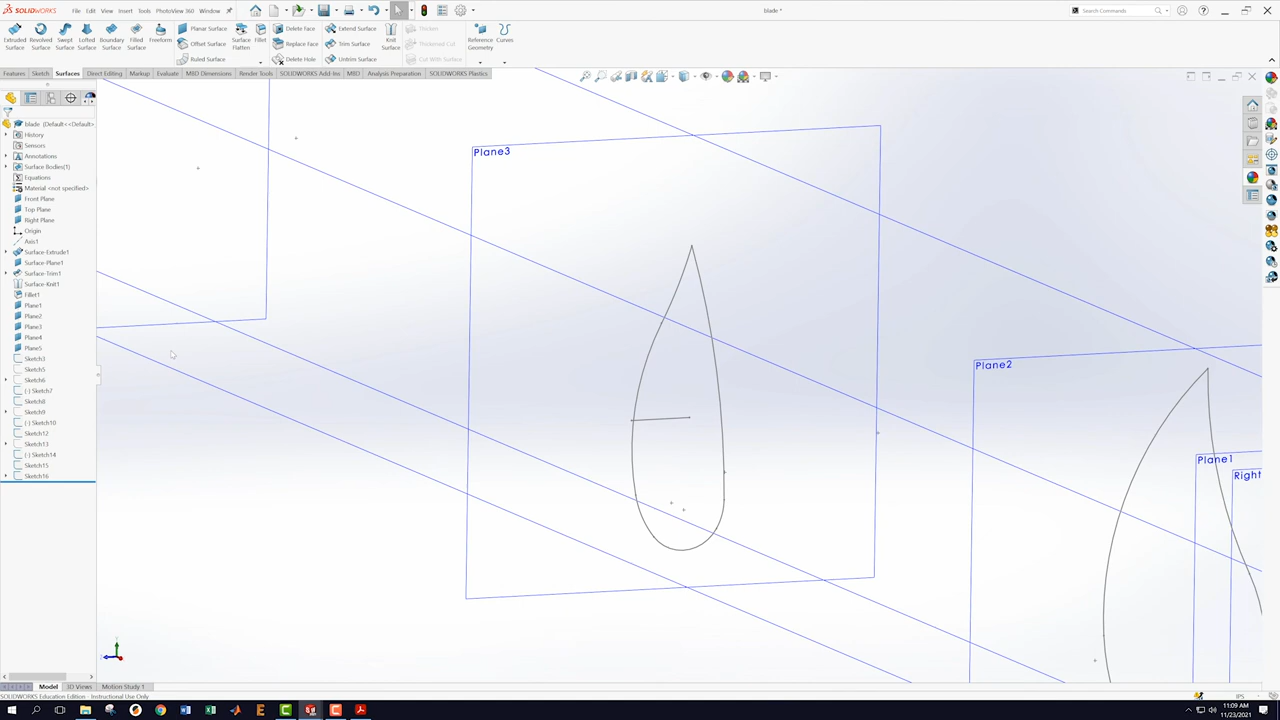 SOLIDWORKS
File Edit View Insert Tools PhotoView 360 Window
blade *
Search Commands
Extruded Surface
Revolved Surface
Swept Surface
Lofted Surface
Boundary Surface
Filled Surface
Freeform
Planar Surface
Offset Surface
Ruled Surface
Surface Flatten
Fillet
Delete Face
Replace Face
Delete Hole
Extend Surface
Trim Surface
Untrim Surface
Knit Surface
Thicken
Thickened Cut
Cut With Surface
Reference Geometry
Curves
Features Sketch Surfaces Direct Editing Markup Evaluate MBD Dimensions Render Tools SOLIDWORKS Add-Ins MBD Analysis Preparation SOLIDWORKS Plastics
blade (Default<<Default>
History
Sensors
Annotations
Surface Bodies(1)
Equations
Material <not specified>
Front Plane
Top Plane
Right Plane
Origin
Axis1
Surface-Extrude1
Surface-Plane1
Surface-Trim1
Surface-Knit1
Fillet1
Plane1
Plane2
Plane3
Plane4
Plane5
Sketch3
Sketch5
Sketch6
(-) Sketch7
Sketch8
Sketch9
(-) Sketch10
Sketch12
Sketch13
(-) Sketch14
Sketch15
Sketch16
Plane3
Plane2
Plane1
Right
Model 3D Views Motion Study 1
SOLIDWORKS Education Edition - Instructional Use Only
IPS
11:09 AM
11/23/2021